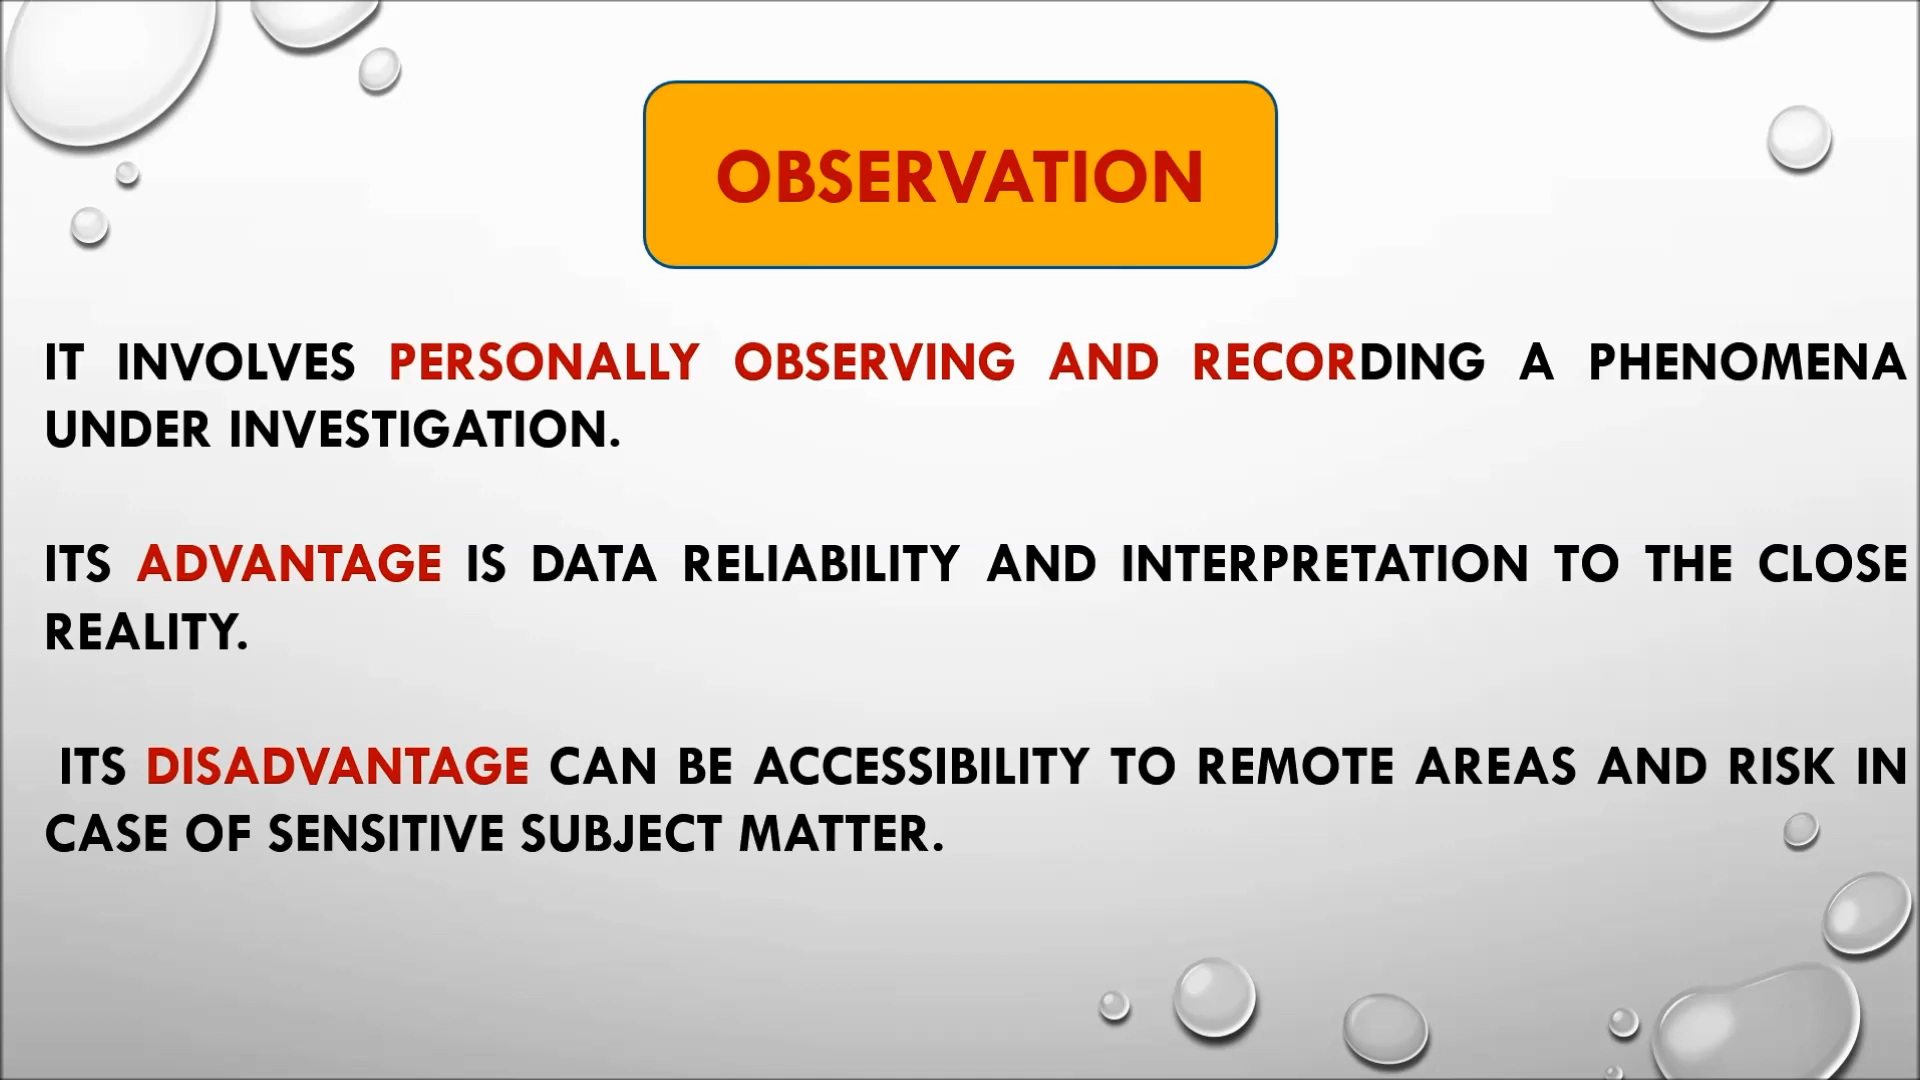 OBSERVATION
IT INVOLVES PERSONALLY OBSERVING AND RECORDING A PHENOMENA
UNDER INVESTIGATION.
ITS ADVANTAGE IS DATA RELIABILITY AND INTERPRETATION TO THE CLOSE
REALITY.
ITS DISADVANTAGE CAN BE ACCESSIBILITY TO REMOTE AREAS AND RISK IN
CASE OF SENSITIVE SUBJECT MATTER.